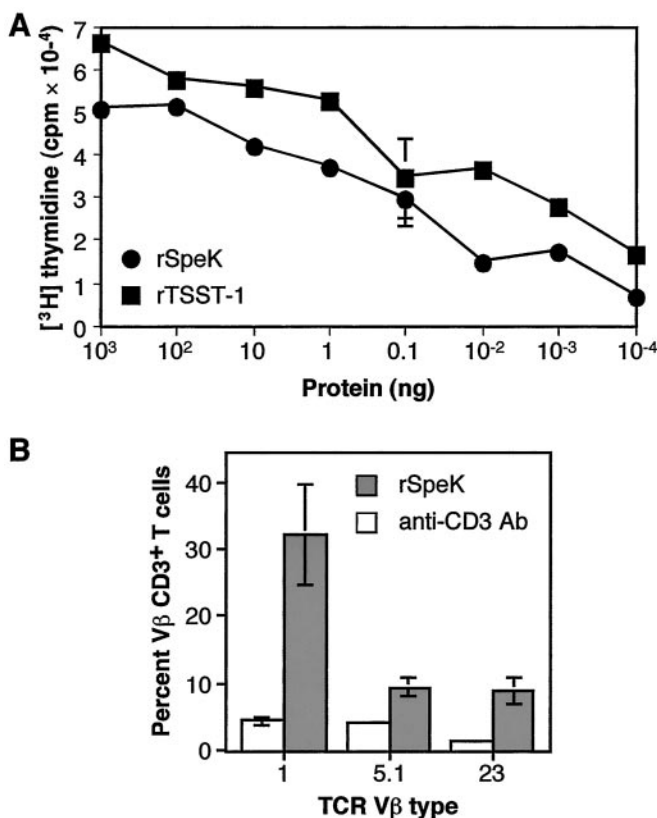 A
[³H] thymidine (cpm × 10⁻⁴)
7
6
5
4
3
2
1
0
rSpeK
rTSST-1
10³ 10² 10 1 0.1 10⁻² 10⁻³ 10⁻⁴
Protein (ng)
B
Percent Vβ CD3⁺ T cells
40
30
20
10
0
rSpeK
anti-CD3 Ab
1 5.1 23
TCR Vβ type